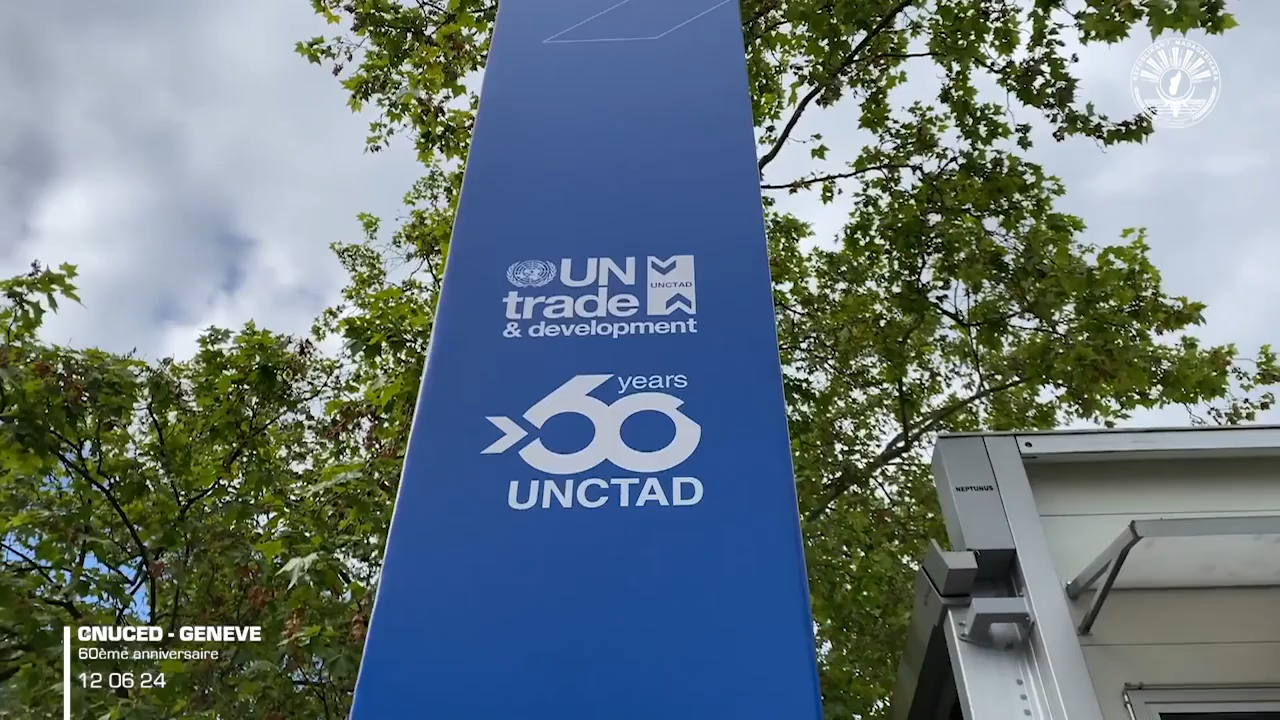 UN
UNCTAD
trade
& development
60 years
UNCTAD
NEPTUNUS
CNUCED - GENEVE
60ème anniversaire
12 06 24